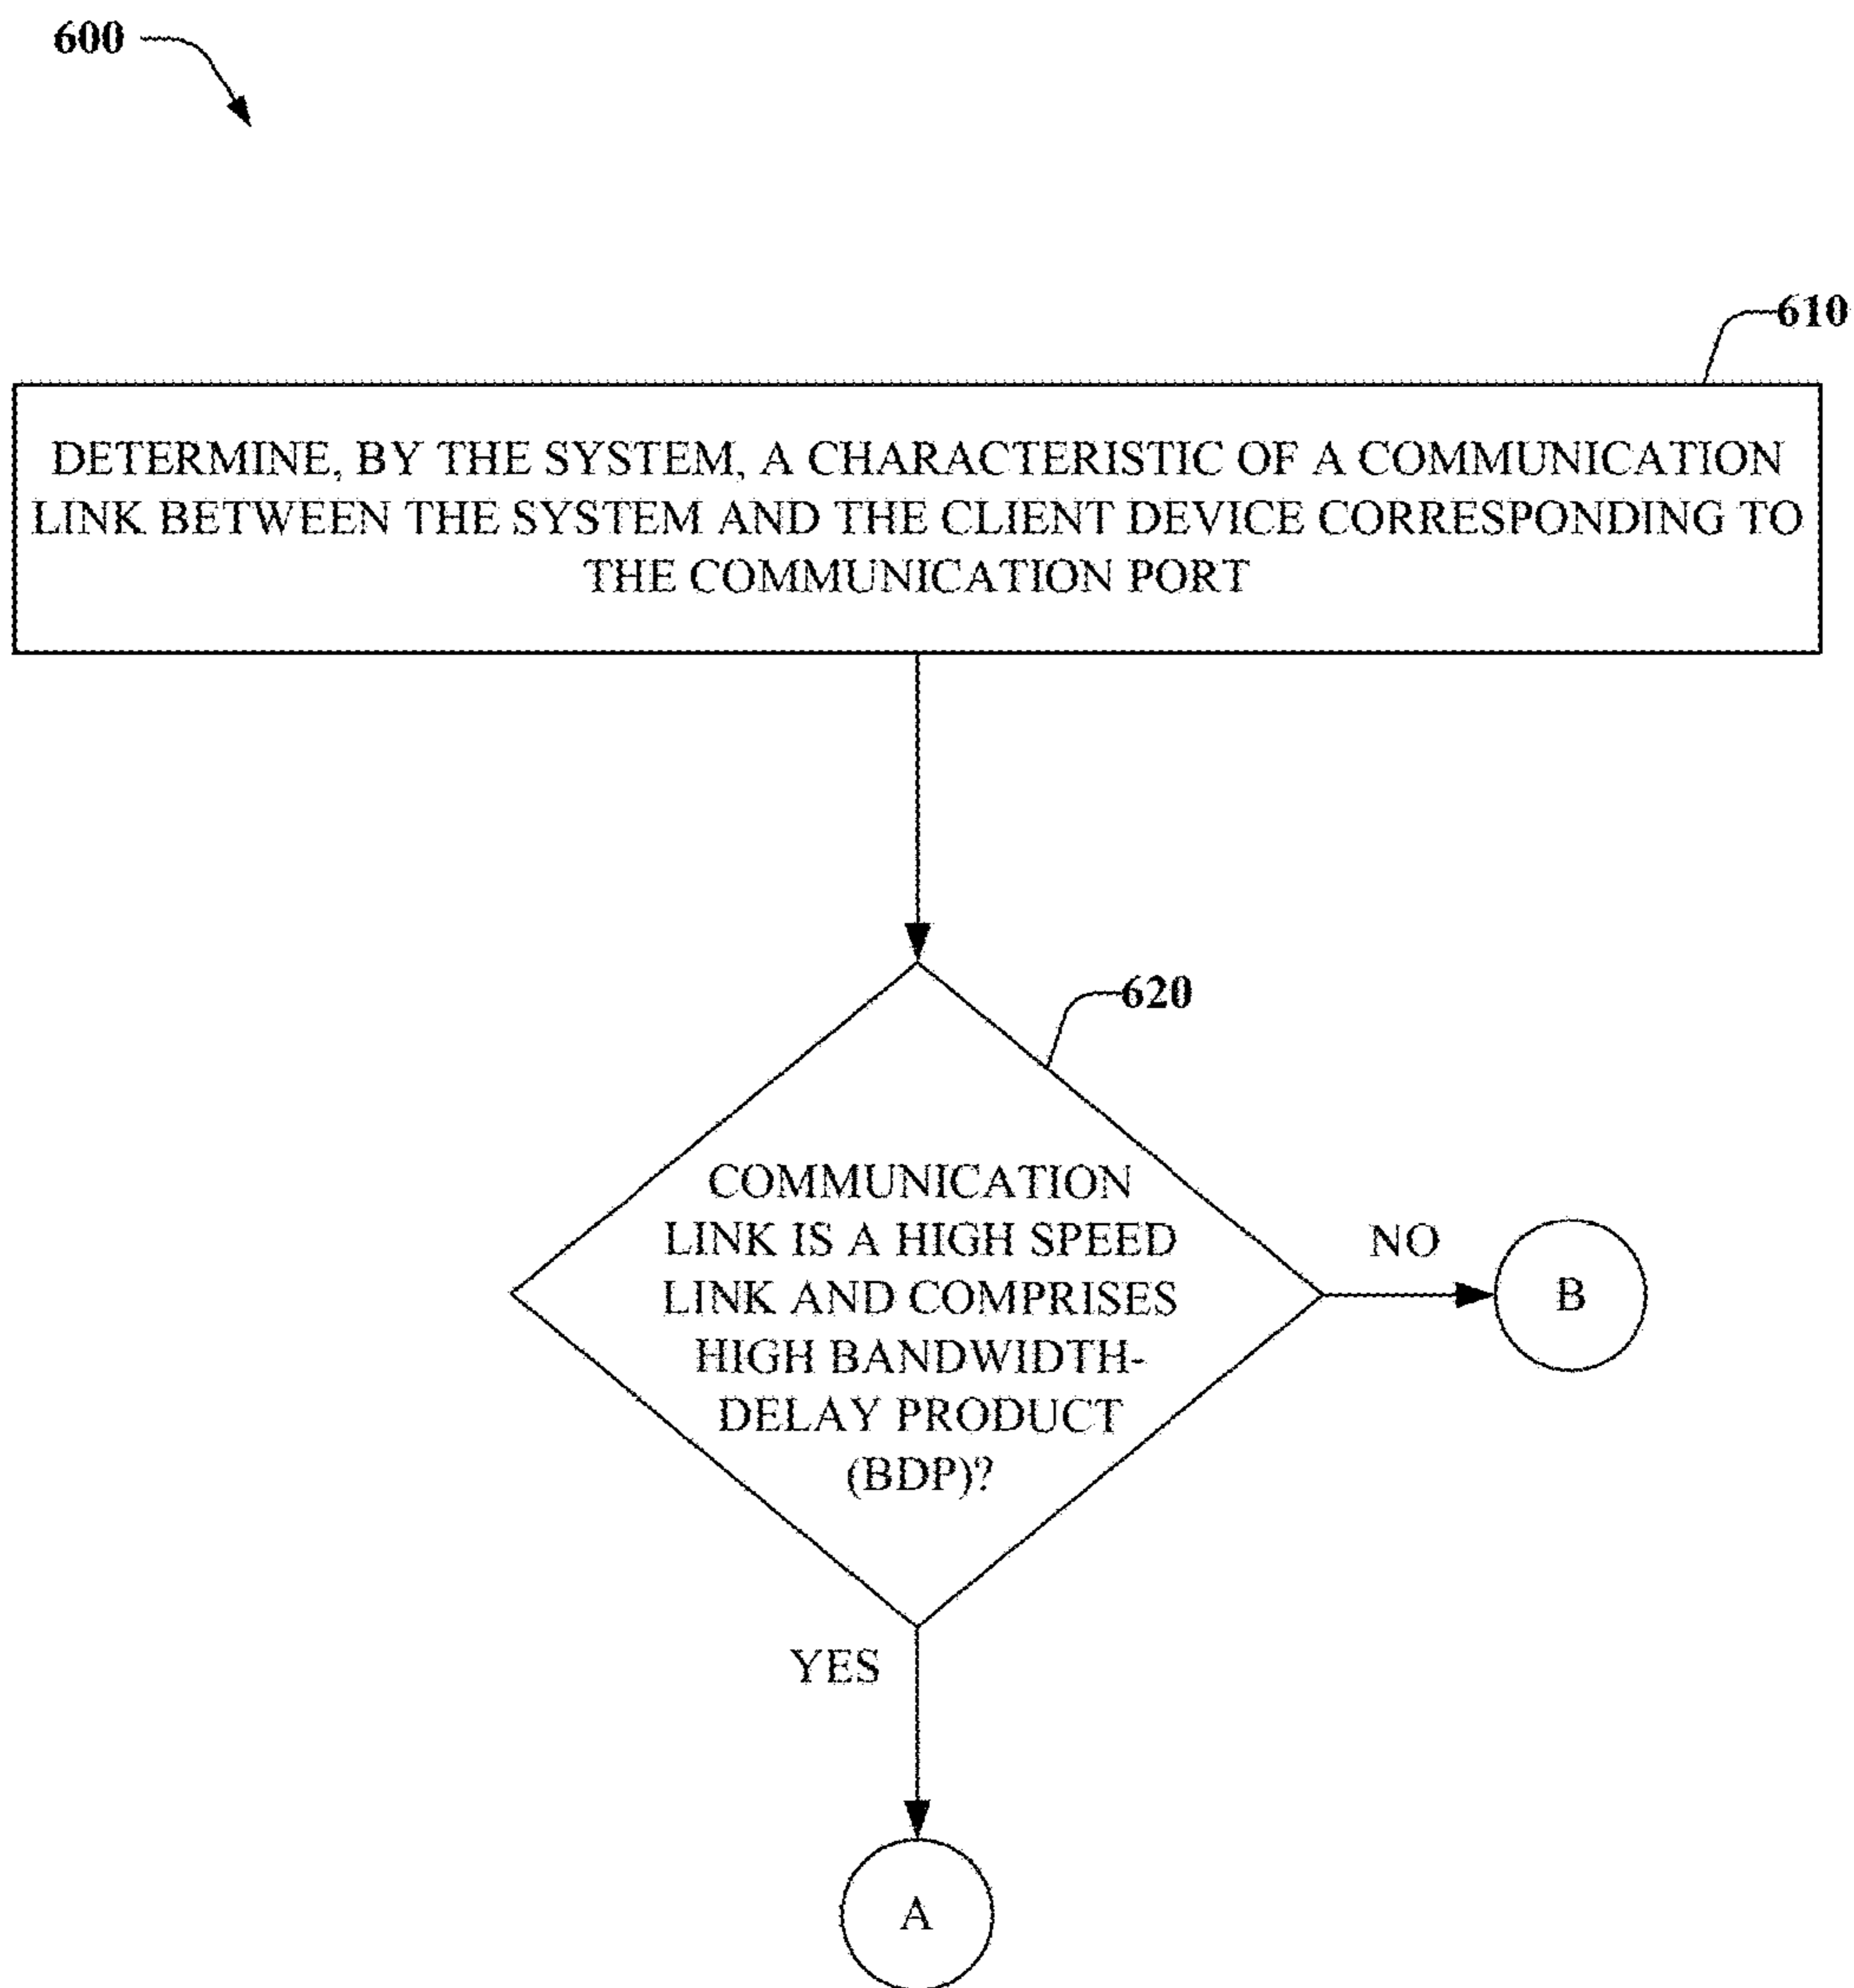 600
610
DETERMINE, BY THE SYSTEM, A CHARACTERISTIC OF A COMMUNICATION
LINK BETWEEN THE SYSTEM AND THE CLIENT DEVICE CORRESPONDING TO
THE COMMUNICATION PORT
620
COMMUNICATION
LINK IS A HIGH SPEED
LINK AND COMPRISES
HIGH BANDWIDTH-
DELAY PRODUCT
(BDP)?
NO
B
YES
A